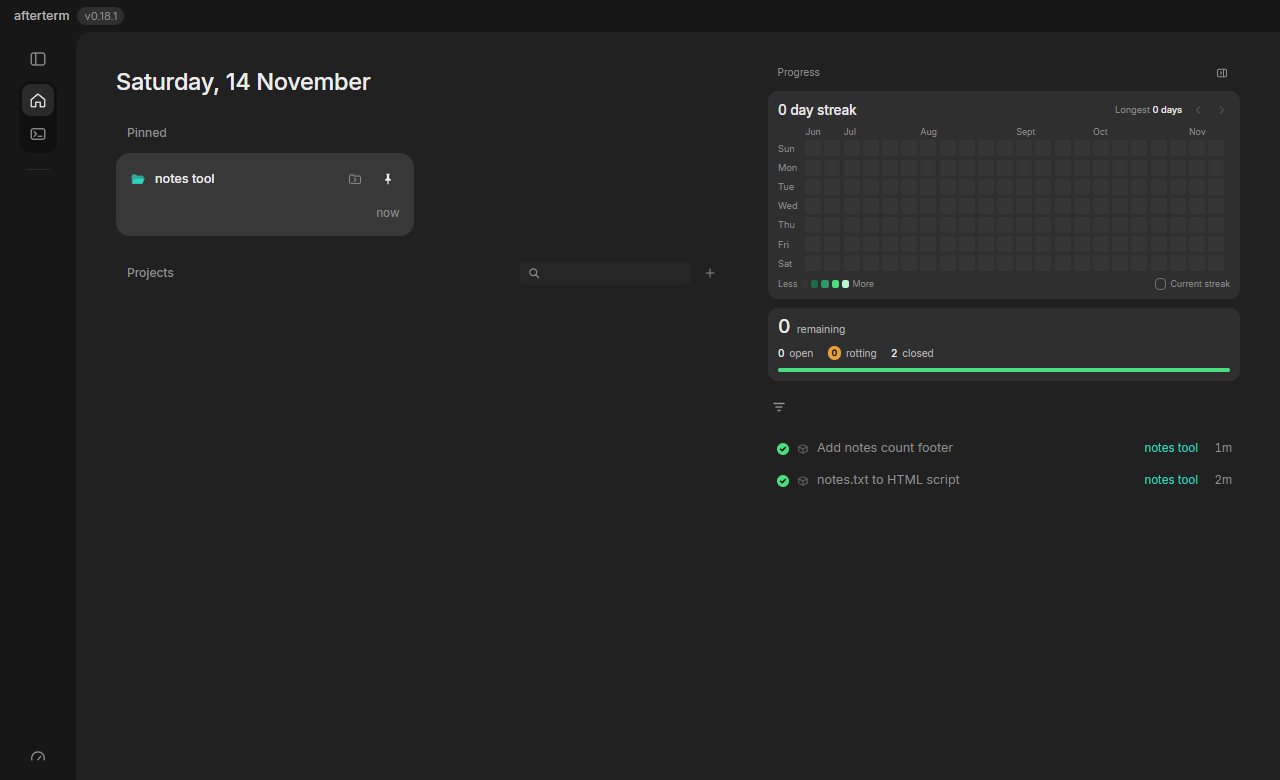 afterterm v0.18.1
Saturday, 14 November
Pinned
notes tool
now
Projects
Progress
0 day streak
Longest 0 days
Jun Jul Aug Sept Oct Nov
Sun
Mon
Tue
Wed
Thu
Fri
Sat
Less More
Current streak
0 remaining
0 open 0 rotting 2 closed
Add notes count footer notes tool 1m
notes.txt to HTML script notes tool 2m